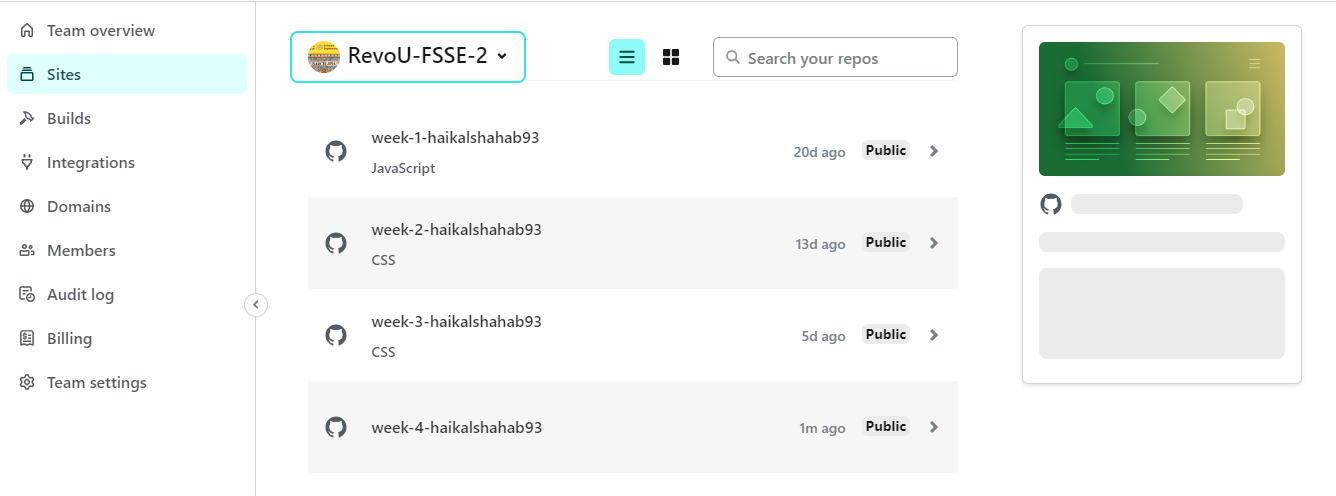 Team overview
Sites
Builds
Integrations
Domains
Members
Audit log
Billing
Team settings
RevoU-FSSE-2
Search your repos
week-1-haikalshahab93
JavaScript
20d ago
Public
week-2-haikalshahab93
CSS
13d ago
Public
week-3-haikalshahab93
CSS
5d ago
Public
week-4-haikalshahab93
1m ago
Public